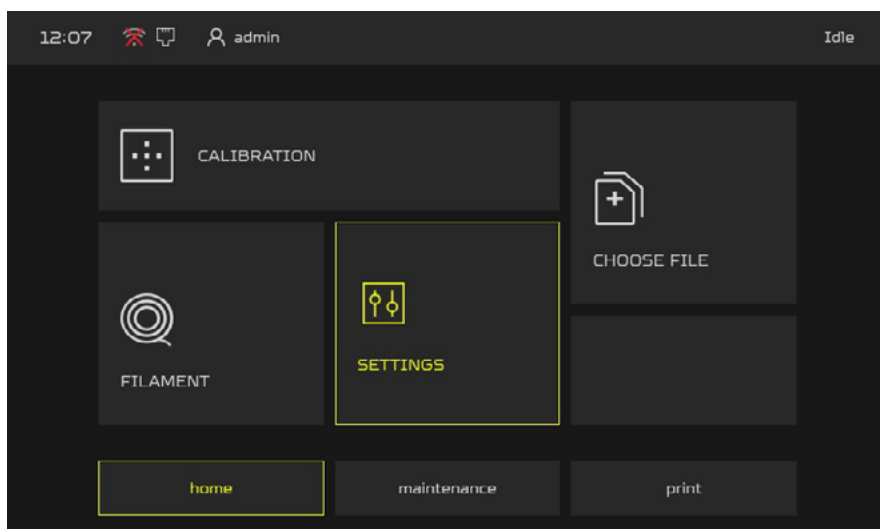 12:07 admin Idle
CALIBRATION
CHOOSE FILE
FILAMENT
SETTINGS
home maintenance print